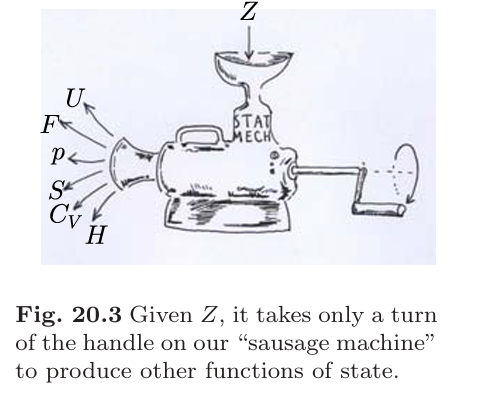 Z
U
F
p
S
C_V
H
STAT
MECH
Fig. 20.3 Given Z, it takes only a turn
of the handle on our “sausage machine”
to produce other functions of state.